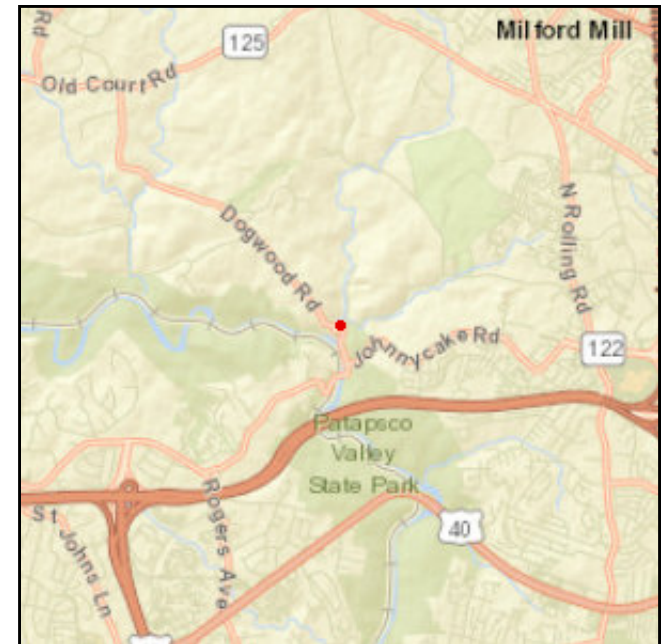 Rd
125
Milford Mill
Old Court Rd
Dogwood Rd
N Rolling Rd
Johnnycake Rd
122
Patapsco
Valley
State Park
St Johns Ln
Rogers Ave
40